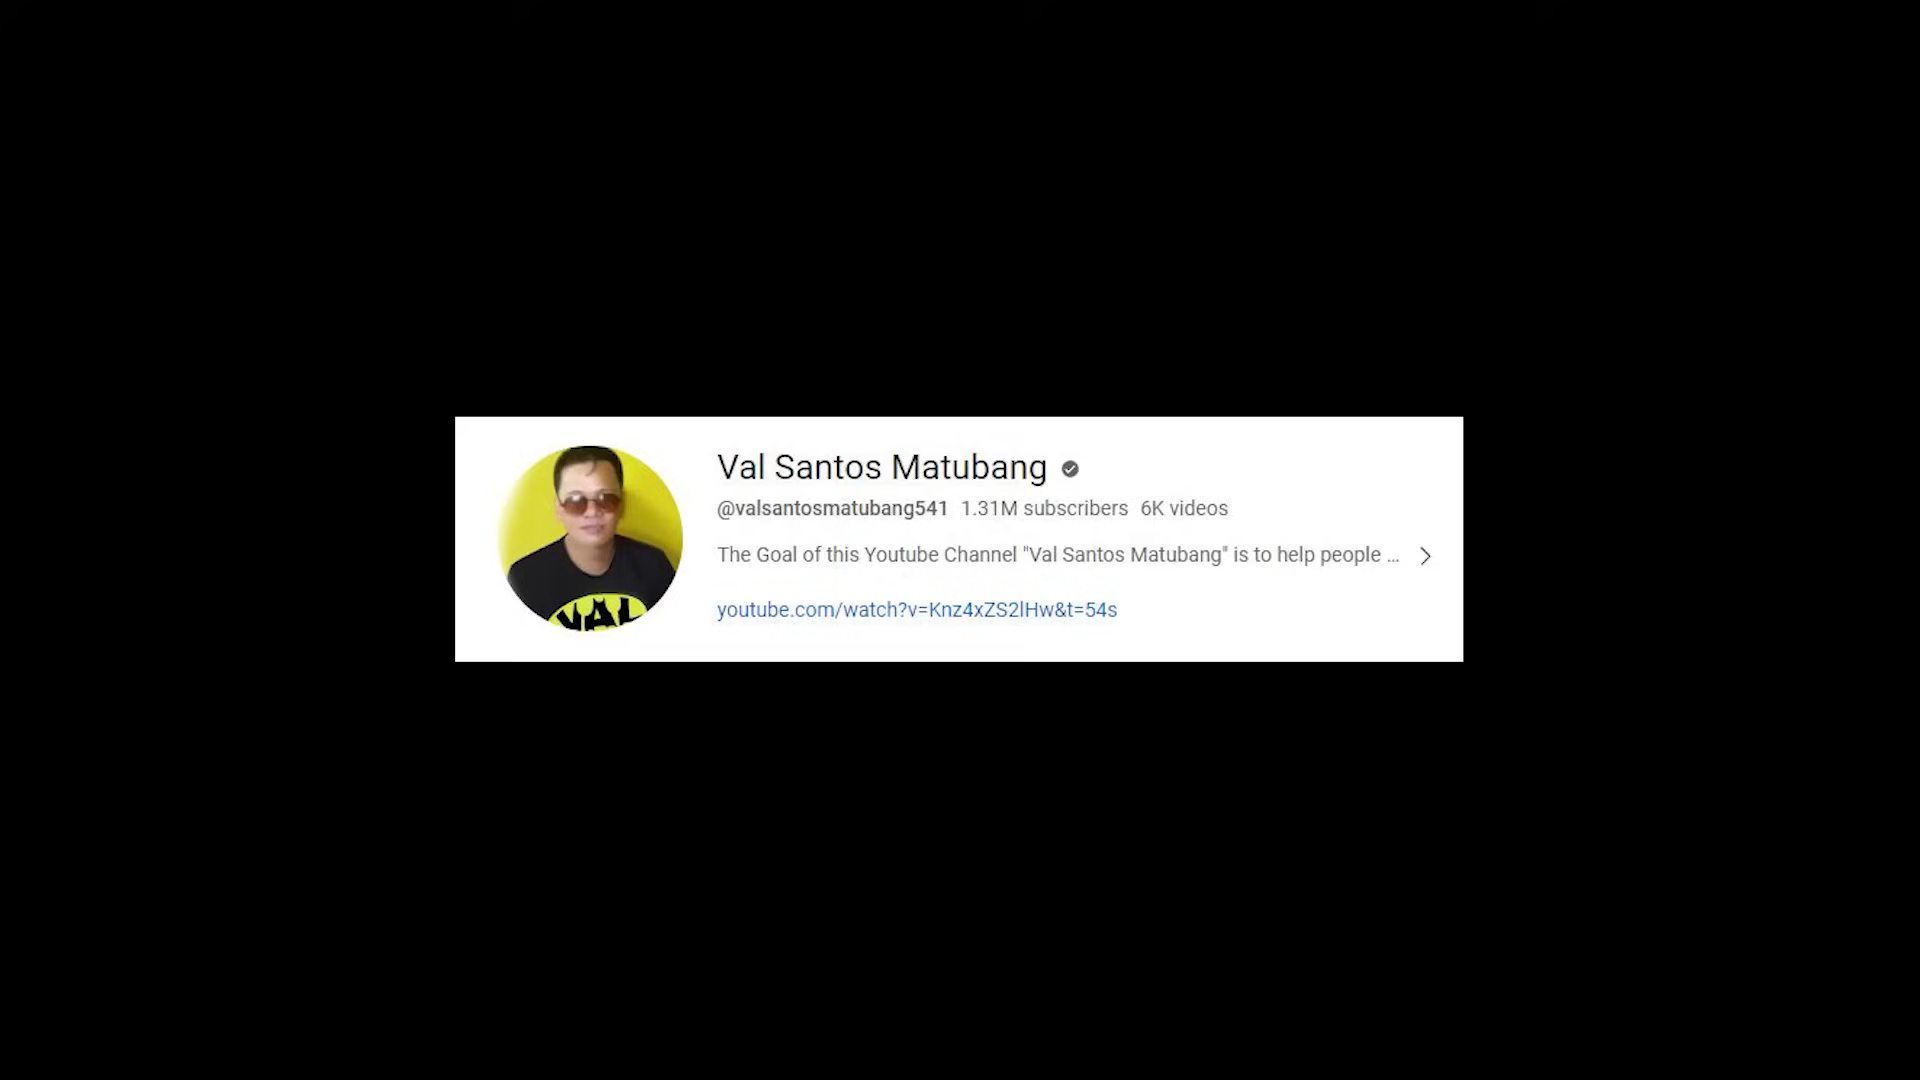 Val Santos Matubang
@valsantosmatubang541 1.31M subscribers 6K videos
The Goal of this Youtube Channel "Val Santos Matubang" is to help people ...
youtube.com/watch?v=Knz4xZS2lHw&t=54s
VAL